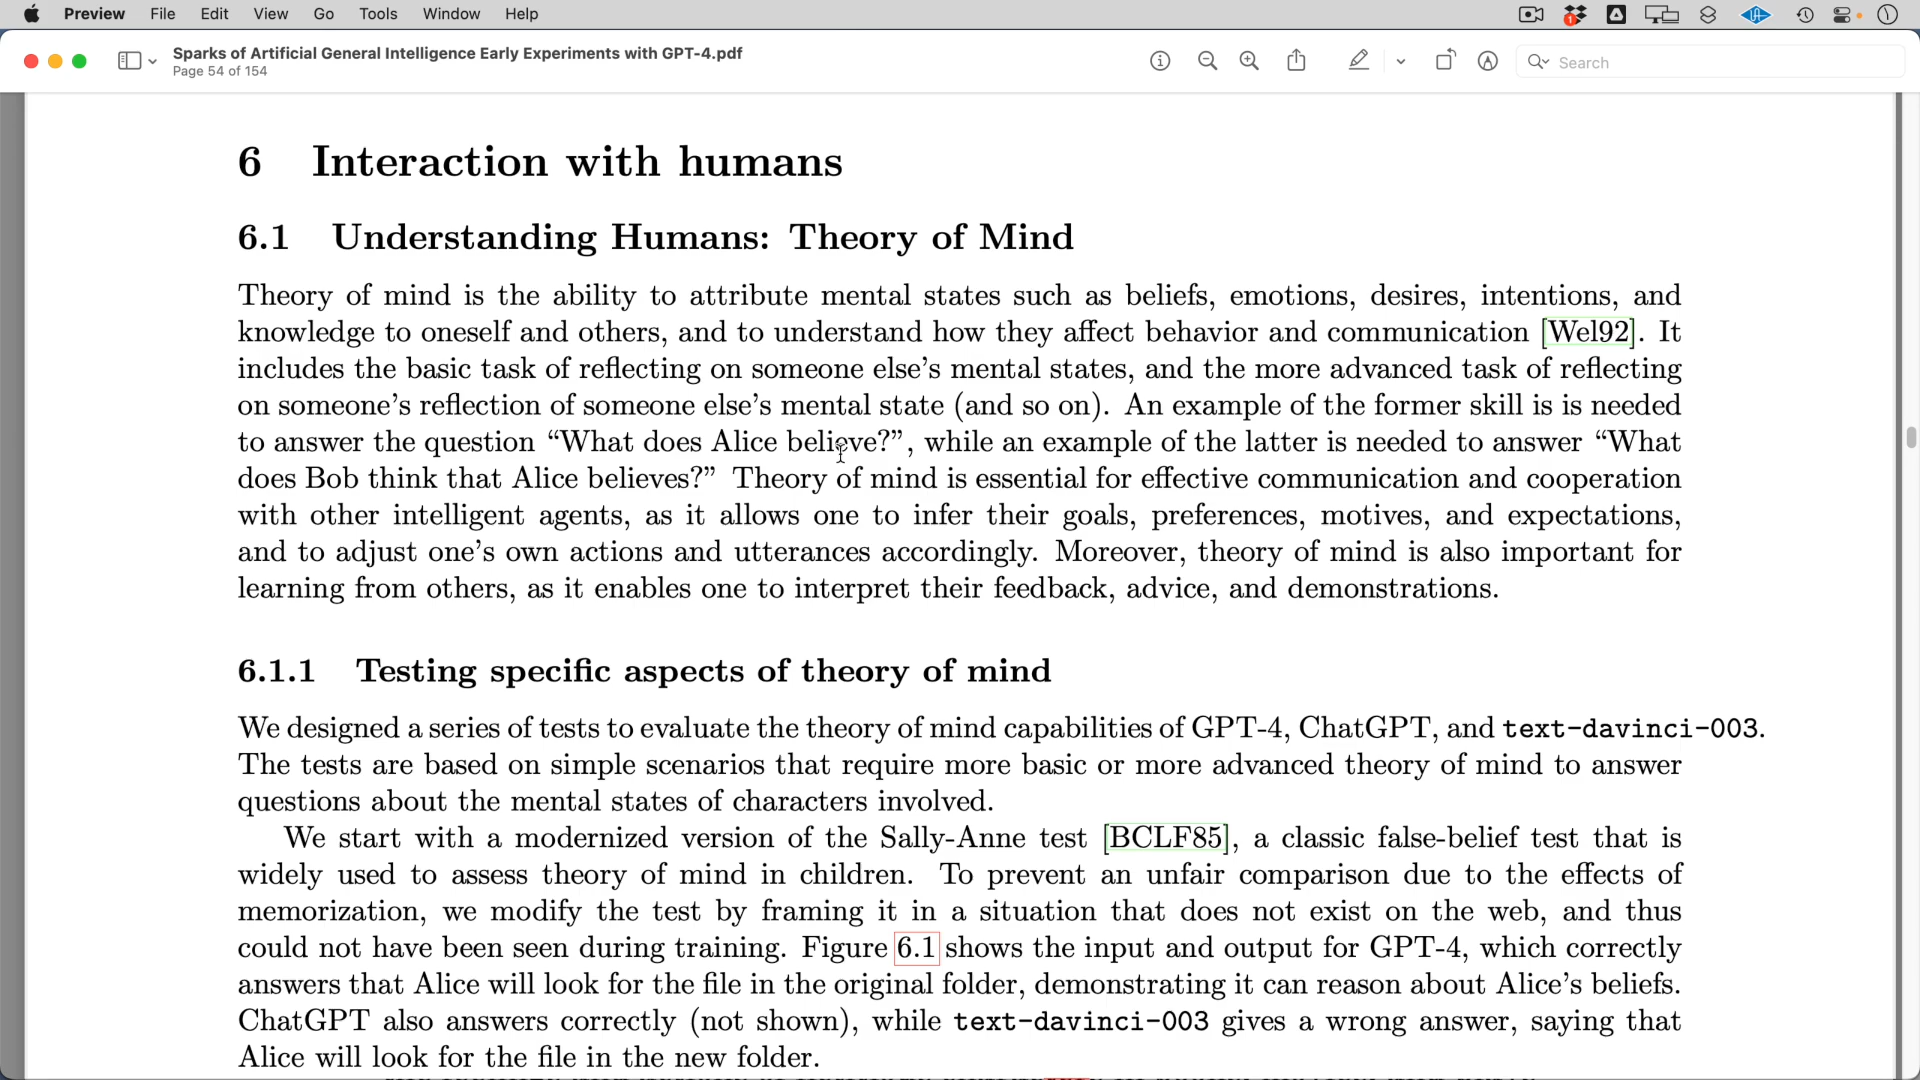 Preview File Edit View Go Tools Window Help
1
Sparks of Artificial General Intelligence Early Experiments with GPT-4.pdf
Page 54 of 154
Search
6 Interaction with humans
6.1 Understanding Humans: Theory of Mind
Theory of mind is the ability to attribute mental states such as beliefs, emotions, desires, intentions, and
knowledge to oneself and others, and to understand how they affect behavior and communication [Wel92]. It
includes the basic task of reflecting on someone else’s mental states, and the more advanced task of reflecting
on someone’s reflection of someone else’s mental state (and so on). An example of the former skill is is needed
to answer the question “What does Alice believe?”, while an example of the latter is needed to answer “What
does Bob think that Alice believes?” Theory of mind is essential for effective communication and cooperation
with other intelligent agents, as it allows one to infer their goals, preferences, motives, and expectations,
and to adjust one’s own actions and utterances accordingly. Moreover, theory of mind is also important for
learning from others, as it enables one to interpret their feedback, advice, and demonstrations.
6.1.1 Testing specific aspects of theory of mind
We designed a series of tests to evaluate the theory of mind capabilities of GPT-4, ChatGPT, and text-davinci-003.
The tests are based on simple scenarios that require more basic or more advanced theory of mind to answer
questions about the mental states of characters involved.
We start with a modernized version of the Sally-Anne test [BCLF85], a classic false-belief test that is
widely used to assess theory of mind in children. To prevent an unfair comparison due to the effects of
memorization, we modify the test by framing it in a situation that does not exist on the web, and thus
could not have been seen during training. Figure 6.1 shows the input and output for GPT-4, which correctly
answers that Alice will look for the file in the original folder, demonstrating it can reason about Alice’s beliefs.
ChatGPT also answers correctly (not shown), while text-davinci-003 gives a wrong answer, saying that
Alice will look for the file in the new folder.